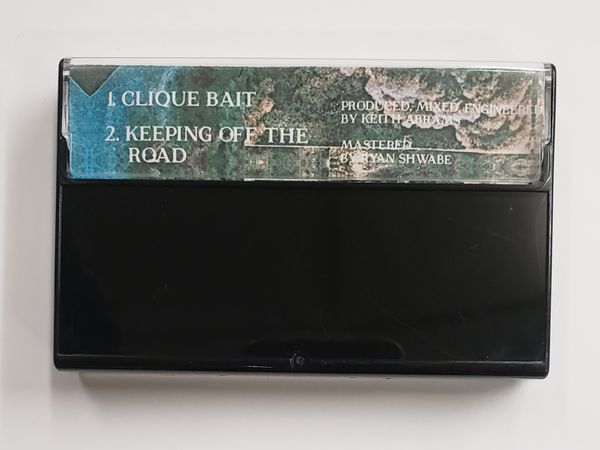 1. CLIQUE BAIT
2. KEEPING OFF THE
ROAD
PRODUCED, MIXED, ENGINEERED
BY KEITH ABRAMS
MASTERED
BY RYAN SHWABE